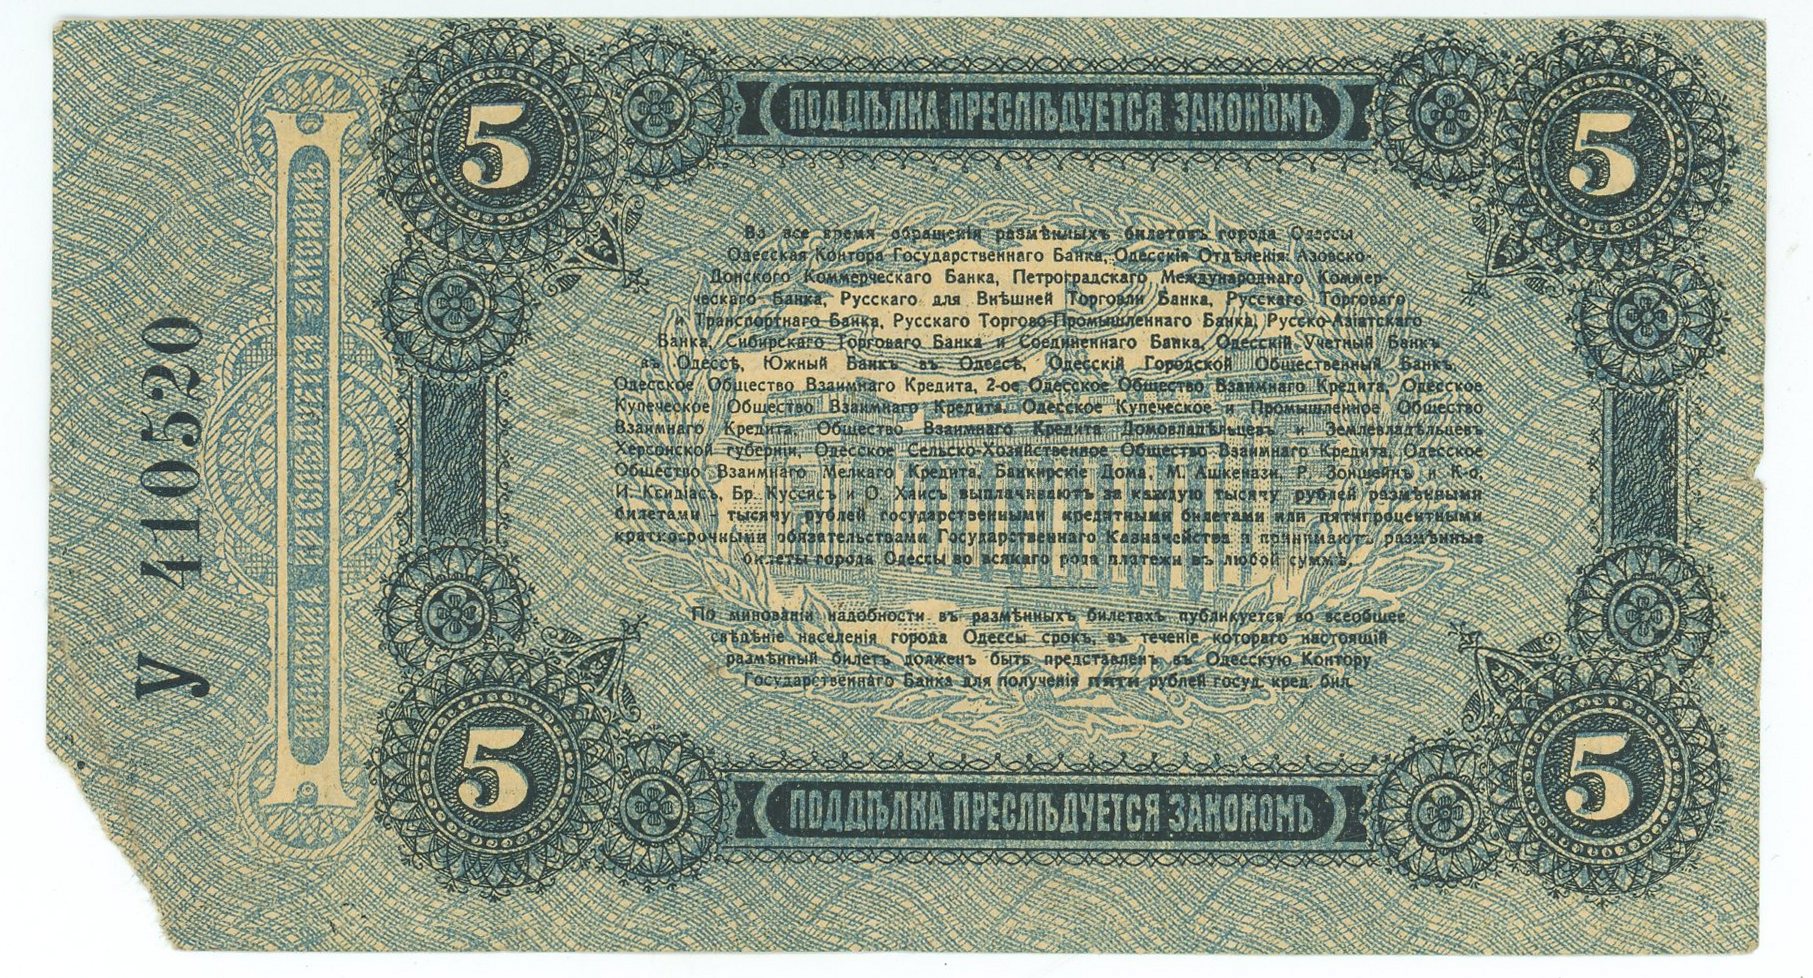 5
ПОДДѢЛКА ПРЕСЛѢДУЕТСЯ ЗАКОНОМЪ
5
У 410520
Во все время обращенія размѣнныхъ билетовъ города Одессы
Одесская Контора Государственнаго Банка, Одесскія Отдѣленія: Азовско-
Донского Коммерческаго Банка, Петроградскаго Международнаго Коммер-
ческаго Банка, Русскаго для Внѣшней Торговли Банка, Русскаго Торговаго
и Транспортнаго Банка, Русскаго Торгово-Промышленнаго Банка, Русско-Азіатскаго
Банка, Сибирскаго Торговаго Банка и Соединеннаго Банка, Одесскій Учетный Банкъ
въ Одессѣ, Южный Банкъ въ Одессѣ, Одесскій Городской Общественный Банкъ,
Одесское Общество Взаимнаго Кредита, 2-ое Одесское Общество Взаимнаго Кредита, Одесское
Купеческое Общество Взаимнаго Кредита, Одесское Купеческое и Промышленное Общество
Взаимнаго Кредита, Общество Взаимнаго Кредита Домовладѣльцевъ и Землевладѣльцевъ
Херсонской губерніи, Одесское Сельско-Хозяйственное Общество Взаимнаго Кредита, Одесское
Общество Взаимнаго Мелкаго Кредита, Банкирскіе Дома, М. Ашкенази, Р. Зонштейнъ и К-о,
И. Ксидіасъ, Бр. Куссисъ и О. Хаисъ выплачиваютъ за каждую тысячу рублей размѣнными
билетами тысячу рублей государственными кредитными билетами или пятипроцентными
краткосрочными обязательствами Государственнаго Казначейства и принимаютъ размѣнные
билеты города Одессы во всякаго рода платежи въ любой суммѣ.
По минованіи надобности въ размѣнныхъ билетахъ публикуется во всеобщее
свѣдѣніе населенія города Одессы срокъ, въ теченіе котораго настоящій
размѣнный билетъ долженъ быть представленъ въ Одесскую Контору
Государственнаго Банка для полученія пяти рублей госуд. кред. бил.
5
ПОДДѢЛКА ПРЕСЛѢДУЕТСЯ ЗАКОНОМЪ
5